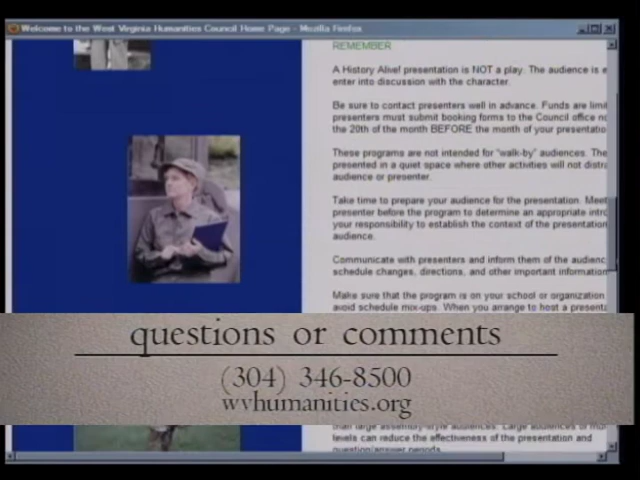 Welcome to the West Virginia Humanities Council Home Page - Mozilla Firefox
REMEMBER
A History Alive! presentation is NOT a play. The audience is e
enter into discussion with the character.
Be sure to contact presenters well in advance. Funds are limit
presenters must submit booking forms to the Council office no
the 20th of the month BEFORE the month of your presentatio
These programs are not intended for "walk-by" audiences. The
presented in a quiet space where other activities will not distra
audience or presenter.
Take time to prepare your audience for the presentation. Meet
presenter before the program to determine an appropriate intro
your responsibility to establish the context of the presentation
audience.
Communicate with presenters and inform them of the audienc
schedule changes, directions, and other important information
Make sure that the program is on your school or organization
avoid schedule mix-ups. When you arrange to host a presenta
questions or comments
(304) 346-8500
wvhumanities.org
than large assembly-style audiences. Large audiences or
levels can reduce the effectiveness of the presentation and
question/answer periods.